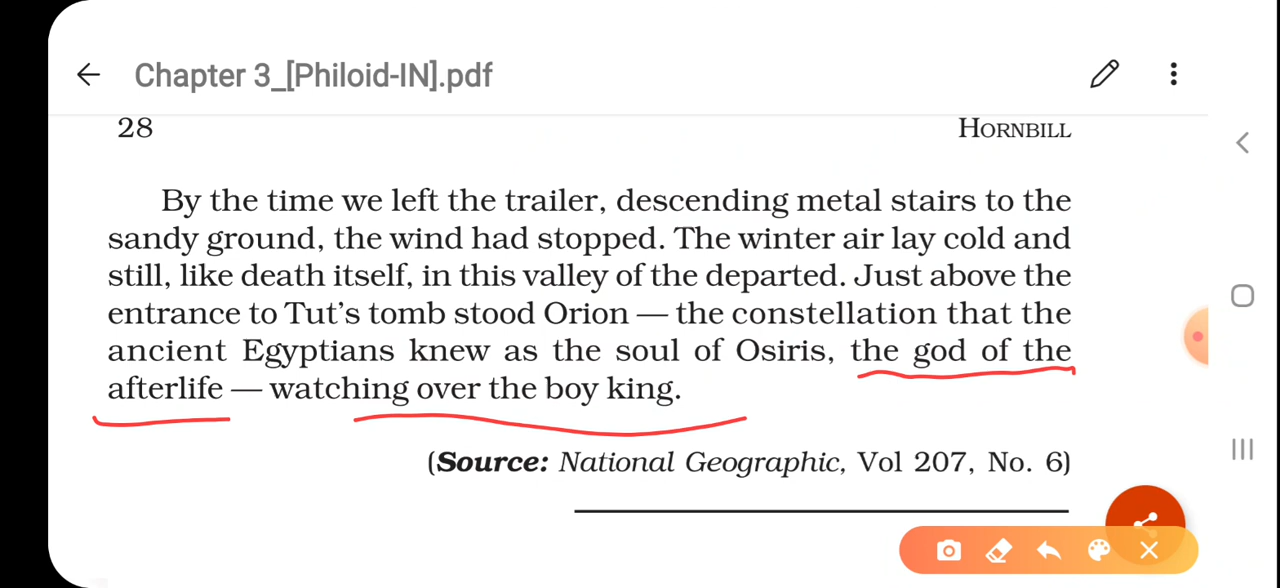 Chapter 3_[Philoid-IN].pdf
28 HORNBILL
By the time we left the trailer, descending metal stairs to the
sandy ground, the wind had stopped. The winter air lay cold and
still, like death itself, in this valley of the departed. Just above the
entrance to Tut's tomb stood Orion — the constellation that the
ancient Egyptians knew as the soul of Osiris, the god of the
afterlife — watching over the boy king.
(Source: National Geographic, Vol 207, No. 6)